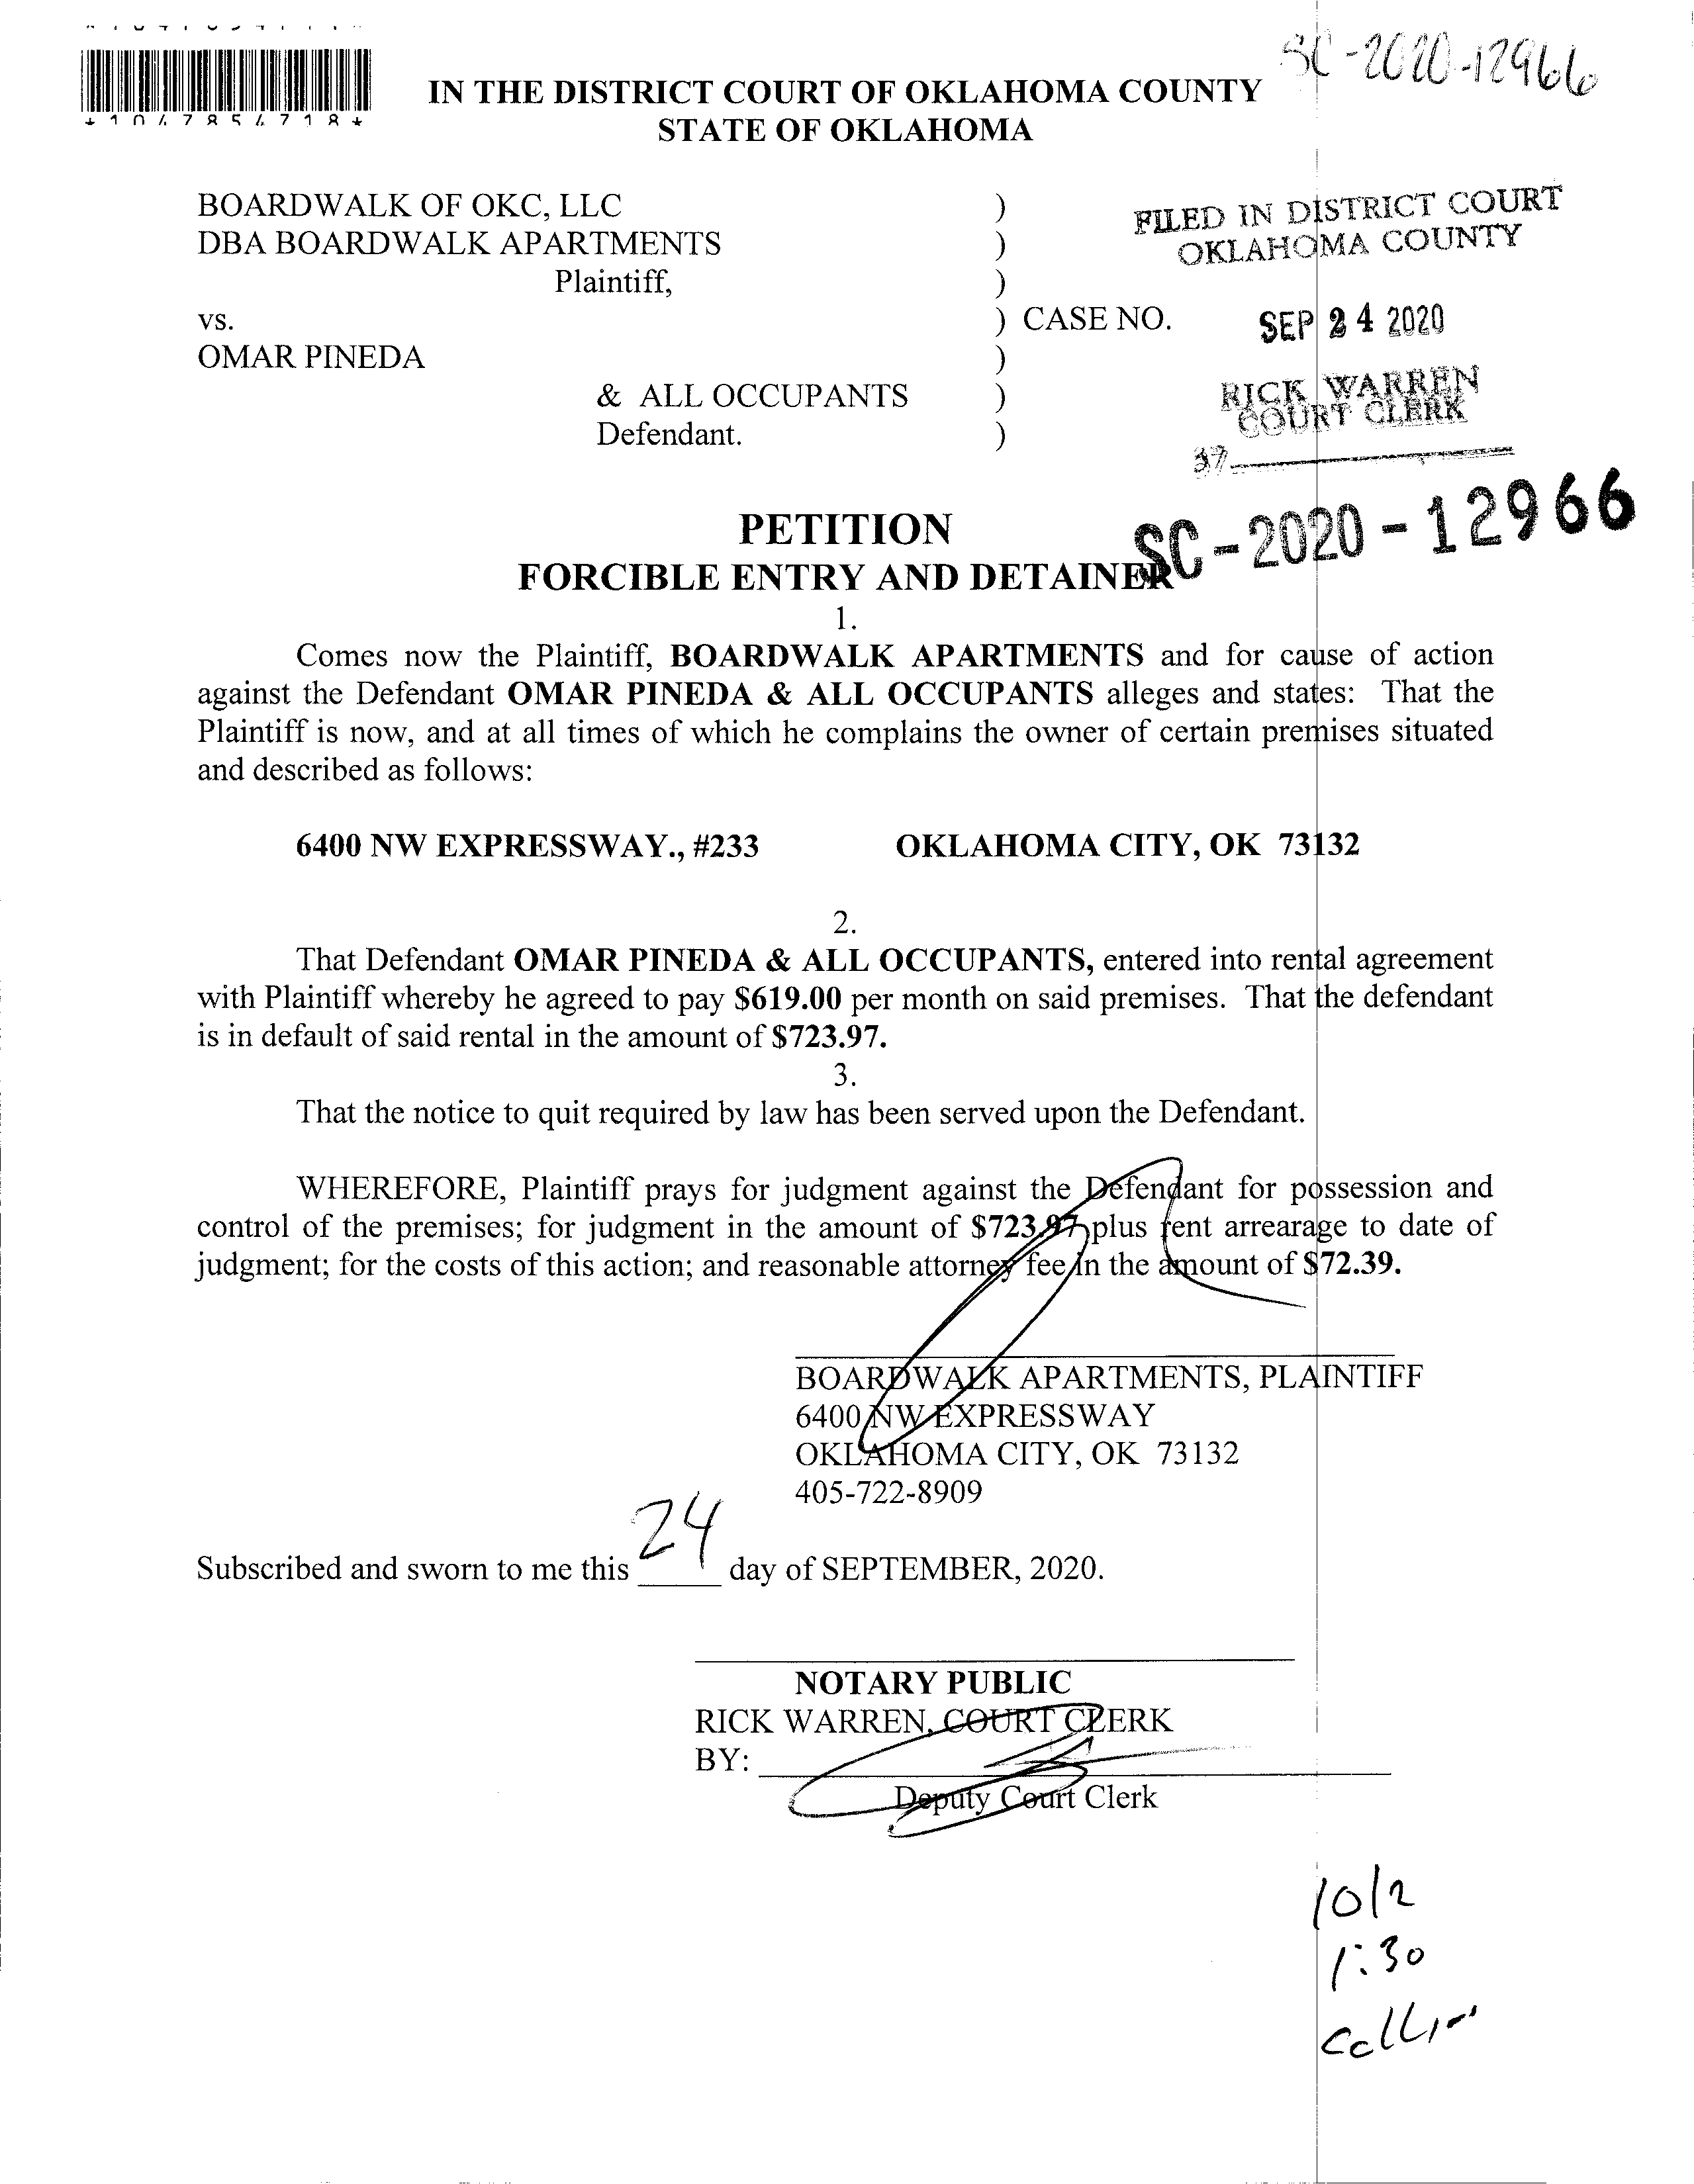 SC-2020-12966
*1047854718*
IN THE DISTRICT COURT OF OKLAHOMA COUNTY
STATE OF OKLAHOMA
BOARDWALK OF OKC, LLC )
DBA BOARDWALK APARTMENTS )
Plaintiff, )
vs. ) CASE NO.
OMAR PINEDA )
& ALL OCCUPANTS )
Defendant. )
FILED IN DISTRICT COURT
OKLAHOMA COUNTY
SEP 24 2020
RICK WARREN
COURT CLERK
37
SC-2020-12966
PETITION
FORCIBLE ENTRY AND DETAINER
1.
Comes now the Plaintiff, BOARDWALK APARTMENTS and for cause of action
against the Defendant OMAR PINEDA & ALL OCCUPANTS alleges and states: That the
Plaintiff is now, and at all times of which he complains the owner of certain premises situated
and described as follows:
6400 NW EXPRESSWAY., #233 OKLAHOMA CITY, OK 73132
2.
That Defendant OMAR PINEDA & ALL OCCUPANTS, entered into rental agreement
with Plaintiff whereby he agreed to pay $619.00 per month on said premises. That the defendant
is in default of said rental in the amount of $723.97.
3.
That the notice to quit required by law has been served upon the Defendant.
WHEREFORE, Plaintiff prays for judgment against the Defendant for possession and
control of the premises; for judgment in the amount of $723.97 plus rent arrearage to date of
judgment; for the costs of this action; and reasonable attorney fee in the amount of $72.39.
BOARDWALK APARTMENTS, PLAINTIFF
6400 NW EXPRESSWAY
OKLAHOMA CITY, OK 73132
405-722-8909
Subscribed and sworn to me this 24 day of SEPTEMBER, 2020.
NOTARY PUBLIC
RICK WARREN, COURT CLERK
BY:
Deputy Court Clerk
10/2
1:30